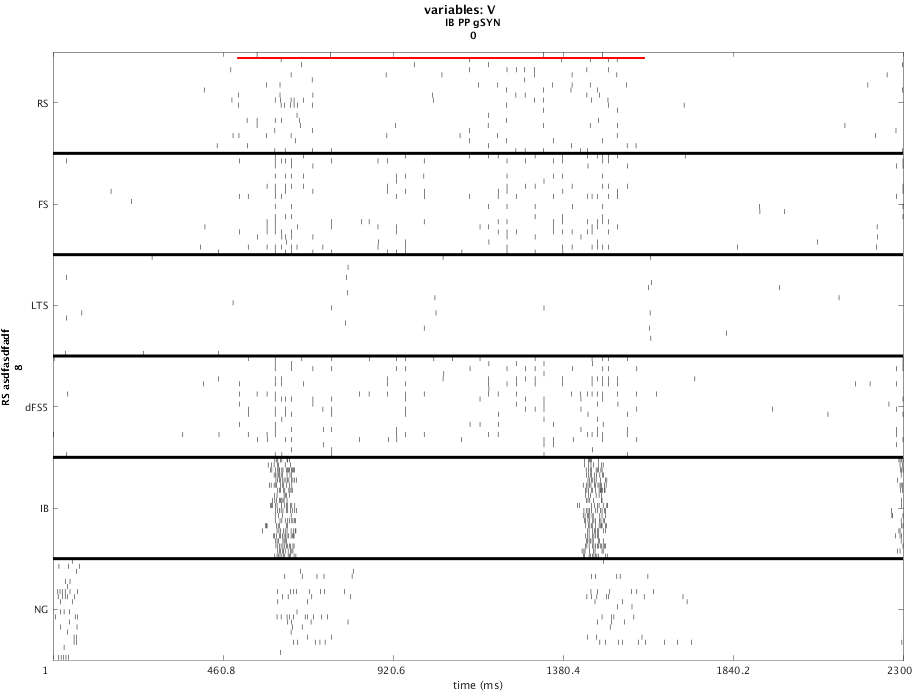 variables: V
IB PP gSYN
0
RS
FS
LTS
dFS5
IB
NG
RS asdfasdfadf
8
1
460.8
920.6
1380.4
1840.2
2300
time (ms)